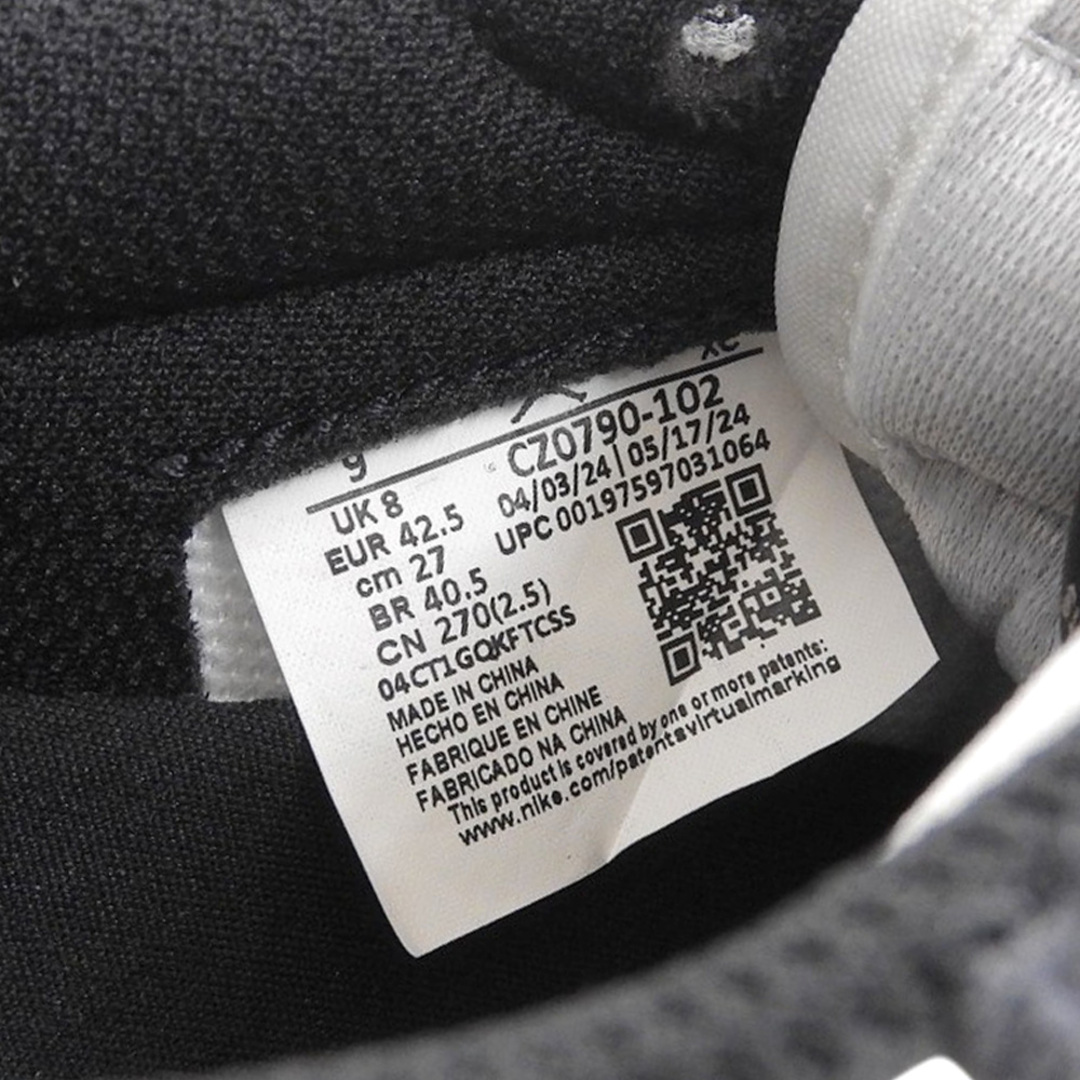 XC
9
CZ0790-102
UK 8
04/03/24 | 05/17/24
EUR 42.5
UPC 00197597031064
cm 27
BR 40.5
CN 270(2.5)
04CT1GQKFTCSS
MADE IN CHINA
HECHO EN CHINA
FABRIQUE EN CHINE
FABRICADO NA CHINA
This product is covered by one or more patents:
www.nike.com/patentsvirtualmarking